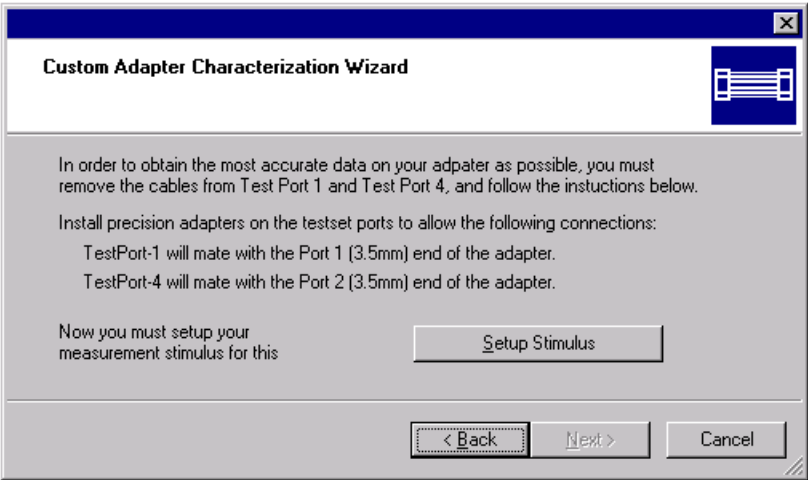 Custom Adapter Characterization Wizard
In order to obtain the most accurate data on your adpater as possible, you must
remove the cables from Test Port 1 and Test Port 4, and follow the instuctions below.
Install precision adapters on the testset ports to allow the following connections:
TestPort-1 will mate with the Port 1 (3.5mm) end of the adapter.
TestPort-4 will mate with the Port 2 (3.5mm) end of the adapter.
Now you must setup your
measurement stimulus for this
Setup Stimulus
< Back
Next >
Cancel